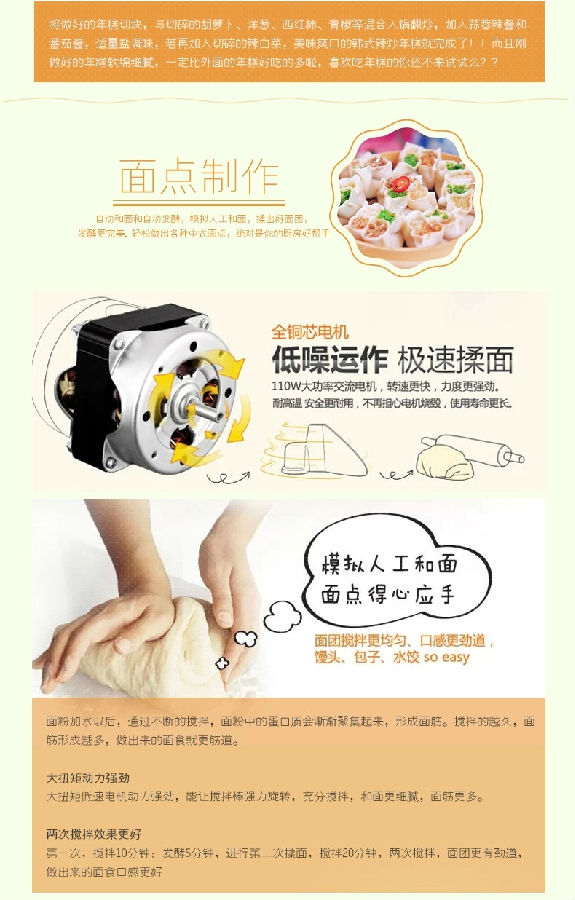 将做好的年糕切块，与切碎的胡萝卜、洋葱、西红柿、青椒等混合入锅翻炒，加入蒜蓉辣酱和
番茄酱，适量盐调味，若再加入切碎的辣白菜，美味爽口的韩式辣炒年糕就完成了！！而且刚
做好的年糕软绵细腻，一定比外面的年糕好吃的多啦，喜欢吃年糕的你还不来试试么？？
面点制作
自动和面和自动发酵，模拟人工和面，揉出好面团，
发酵更完美，轻松做出各种中式面点，绝对是你的厨房好帮手
全铜芯电机
低噪运作 极速揉面
110W大功率交流电机，转速更快，力度更强劲。
耐高温 安全更耐用，不再担心电机烧毁，使用寿命更长。
模拟人工和面
面点得心应手
面团搅拌更均匀、口感更劲道，
馒头、包子、水饺 so easy
面粉加水以后，通过不断的搅拌，面粉中的蛋白质会渐渐聚集起来，形成面筋。搅拌的越久，面
筋形成越多，做出来的面食就更筋道。
大扭矩动力强劲
大扭矩低速电机动力强劲，能让搅拌棒强力旋转，充分搅拌，和面更细腻，面筋更多。
两次搅拌效果更好
第一次，搅拌10分钟；发酵5分钟，进行第二次揉面，搅拌20分钟，两次搅拌，面团更有劲道，
做出来的面食口感更好